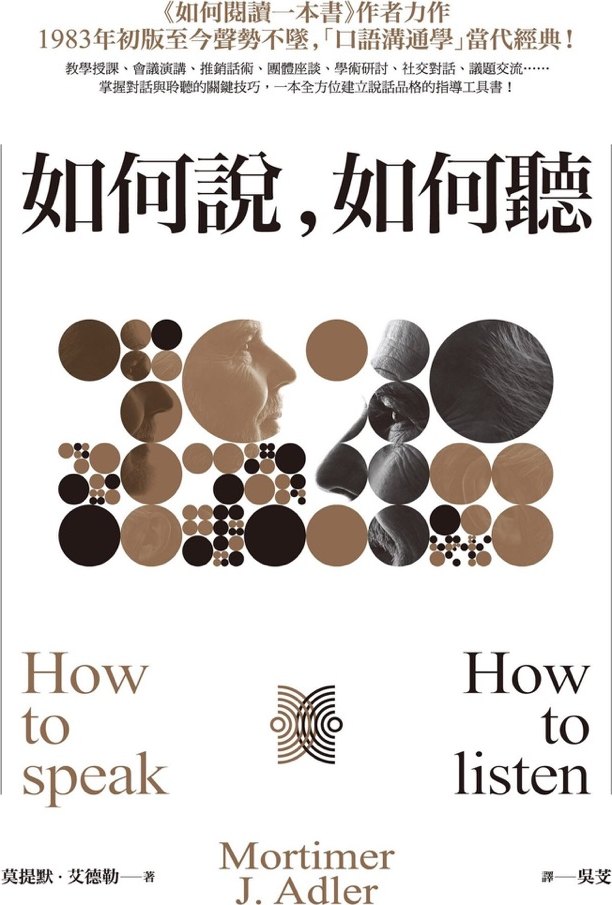 《如何閱讀一本書》作者力作
1983年初版至今聲勢不墜,「口語溝通學」當代經典!
教學授課、會議演講、推銷話術、團體座談、學術研討、社交對話、議題交流……
掌握對話與聆聽的關鍵技巧,一本全方位建立說話品格的指導工具書!
如何說,如何聽
How
to
speak
How
to
listen
Mortimer
J. Adler
莫提默·艾德勒——著
譯——吳芠